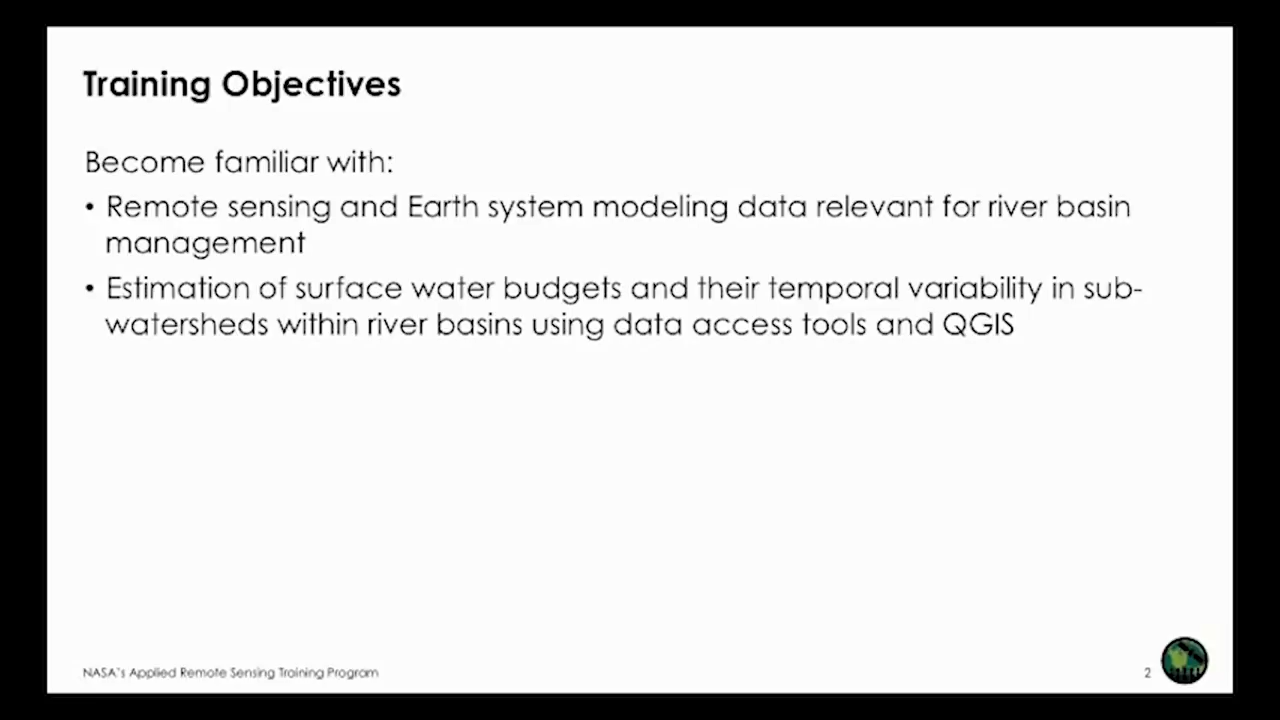 Training Objectives
Become familiar with:
• Remote sensing and Earth system modeling data relevant for river basin
management
• Estimation of surface water budgets and their temporal variability in sub-
watersheds within river basins using data access tools and QGIS
NASA's Applied Remote Sensing Training Program
2